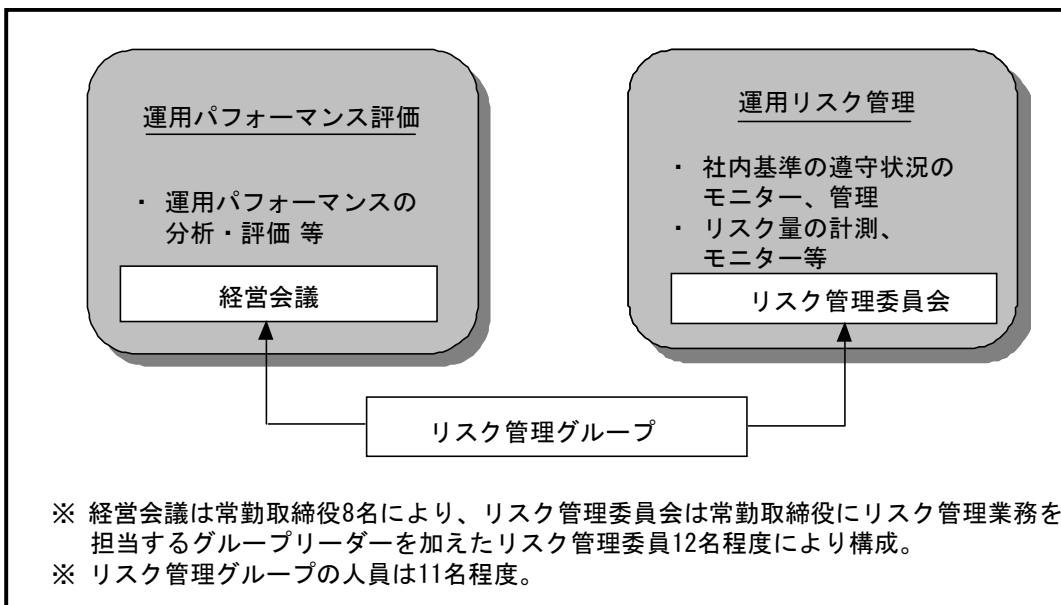 運用パフォーマンス評価
・ 運用パフォーマンスの
分析・評価 等
経営会議
運用リスク管理
・ 社内基準の遵守状況の
モニター、管理
・ リスク量の計測、
モニター等
リスク管理委員会
リスク管理グループ
※ 経営会議は常勤取締役8名により、リスク管理委員会は常勤取締役にリスク管理業務を
担当するグループリーダーを加えたリスク管理委員12名程度により構成。
※ リスク管理グループの人員は11名程度。